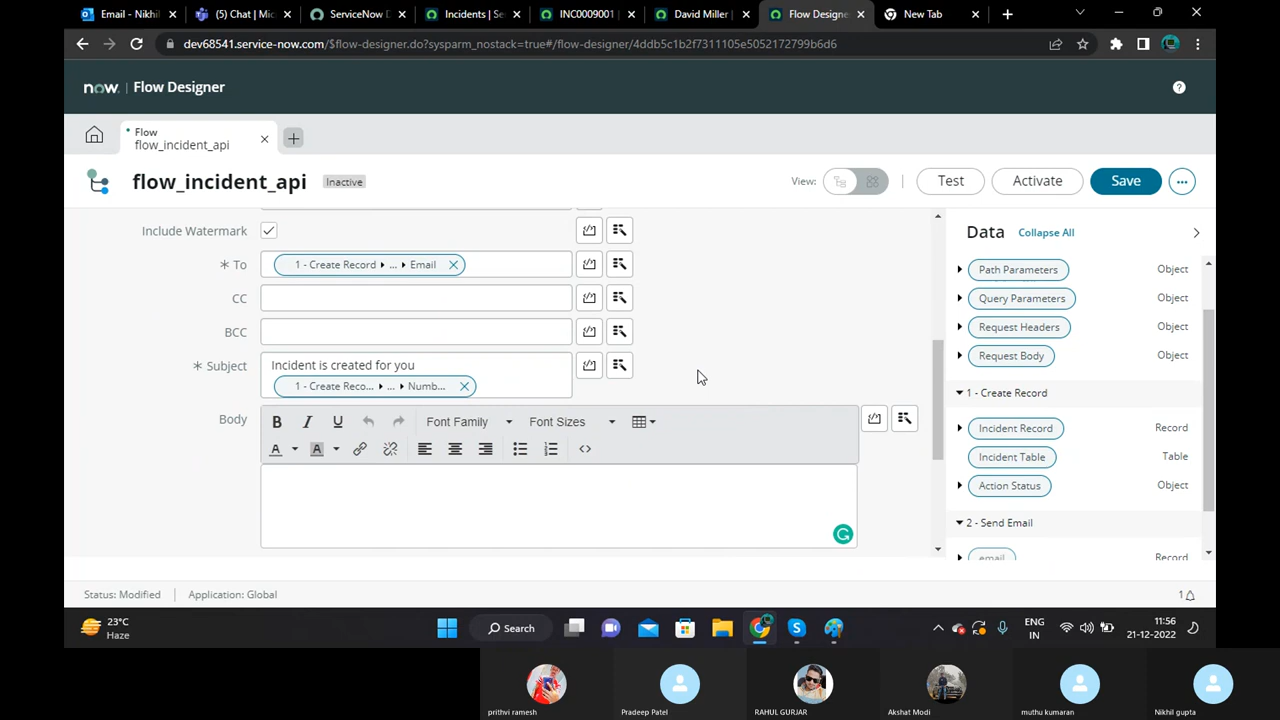 Email - Nikhil
(5) Chat | Mic
ServiceNow D
Incidents | Se
INC0009001
David Miller |
Flow Designe
New Tab
dev68541.service-now.com/$flow-designer.do?sysparm_nostack=true#/flow-designer/4ddb5c1b2f7311105e5052172799b6d6
now. Flow Designer
Flow
flow_incident_api
flow_incident_api Inactive View: Test Activate Save ...
Include Watermark
* To 1 - Create Record ▸ ... ▸ Email
CC
BCC
* Subject Incident is created for you
1 - Create Reco... ▸ ... ▸ Numb...
Body B I U Font Family Font Sizes
A A <>
Data Collapse All
Path Parameters Object
Query Parameters Object
Request Headers Object
Request Body Object
1 - Create Record
Incident Record Record
Incident Table Table
Action Status Object
2 - Send Email
email Record
Status: Modified Application: Global 1
23°C
Haze
Search
ENG
IN
11:56
21-12-2022
prithvi ramesh
Pradeep Patel
RAHUL GURJAR
Akshat Modi
muthu kumaran
Nikhil gupta